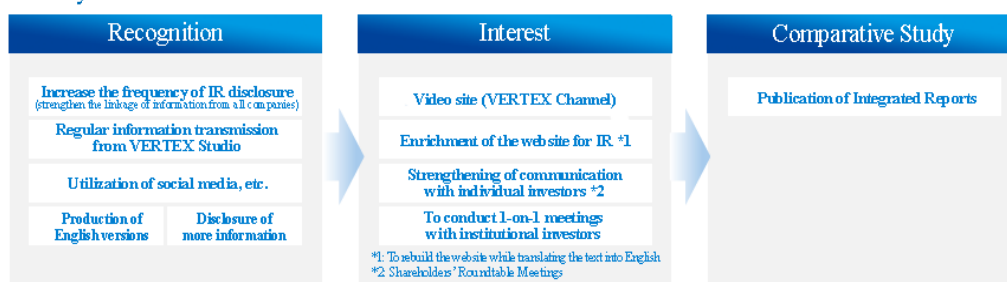 Recognition
Increase the frequency of IR disclosure
(strengthen the linkage of information from all companies)
Regular information transmission
from VERTEX Studio
Utilization of social media, etc.
Production of
English versions
Disclosure of
more information
Interest
Video site (VERTEX Channel)
Enrichment of the website for IR *1
Strengthening of communication
with individual investors *2
To conduct 1-on-1 meetings
with institutional investors
*1: To rebuild the website while translating the text into English
*2: Shareholders' Roundtable Meetings
Comparative Study
Publication of Integrated Reports